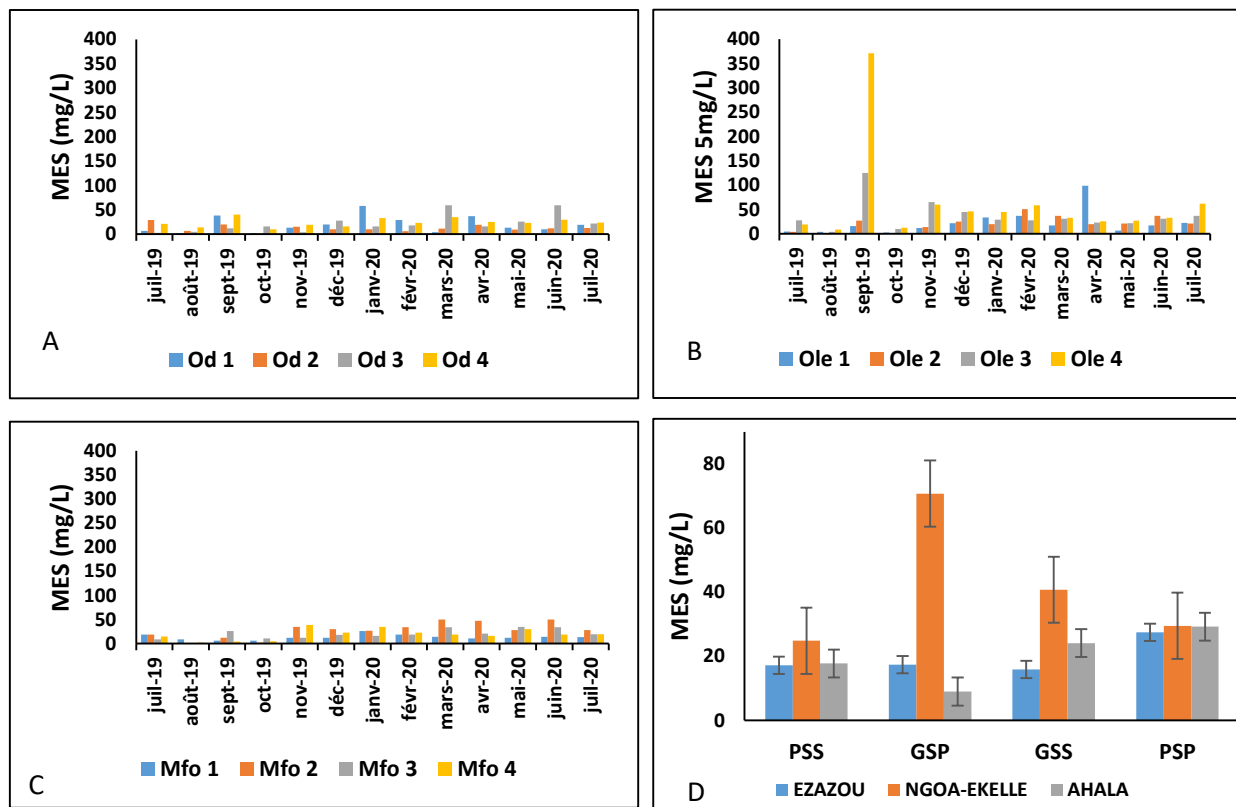 MES (mg/L)
400
350
300
250
200
150
100
50
0
juil-19
août-19
sept-19
oct-19
nov-19
déc-19
janv-20
févr-20
mars-20
avr-20
mai-20
juin-20
juil-20
A
Od 1 Od 2 Od 3 Od 4
MES 5mg/L)
400
350
300
250
200
150
100
50
0
juil-19
août-19
sept-19
oct-19
nov-19
déc-19
janv-20
févr-20
mars-20
avr-20
mai-20
juin-20
juil-20
B
Ole 1 Ole 2 Ole 3 Ole 4
MES (mg/L)
400
350
300
250
200
150
100
50
0
juil-19
août-19
sept-19
oct-19
nov-19
déc-19
janv-20
févr-20
mars-20
avr-20
mai-20
juin-20
juil-20
C
Mfo 1 Mfo 2 Mfo 3 Mfo 4
MES (mg/L)
80
60
40
20
0
PSS GSP GSS PSP
D
EZAZOU NGOA-EKELLE AHALA